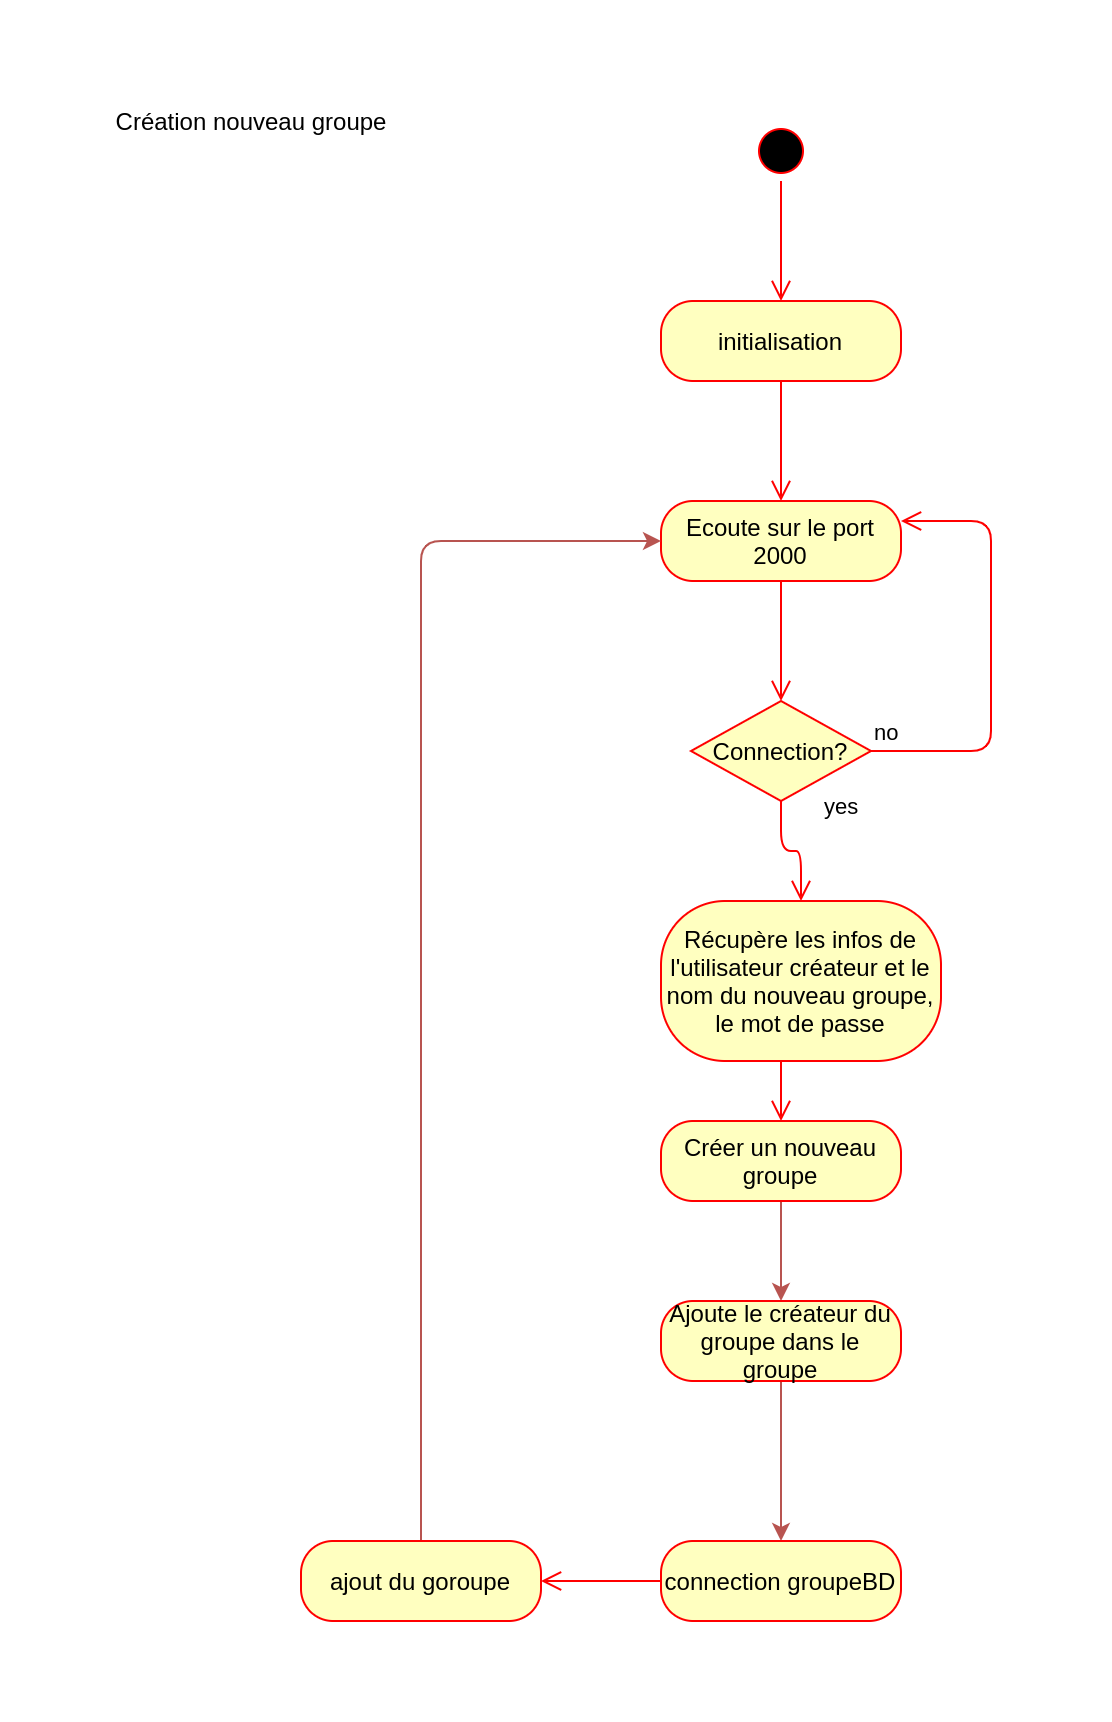 Création nouveau groupe
initialisation
Ecoute sur le port
2000
Connection?
no
yes
Récupère les infos de
l'utilisateur créateur et le
nom du nouveau groupe,
le mot de passe
Créer un nouveau
groupe
Ajoute le créateur du
groupe dans le
groupe
connection groupeBD
ajout du goroupe